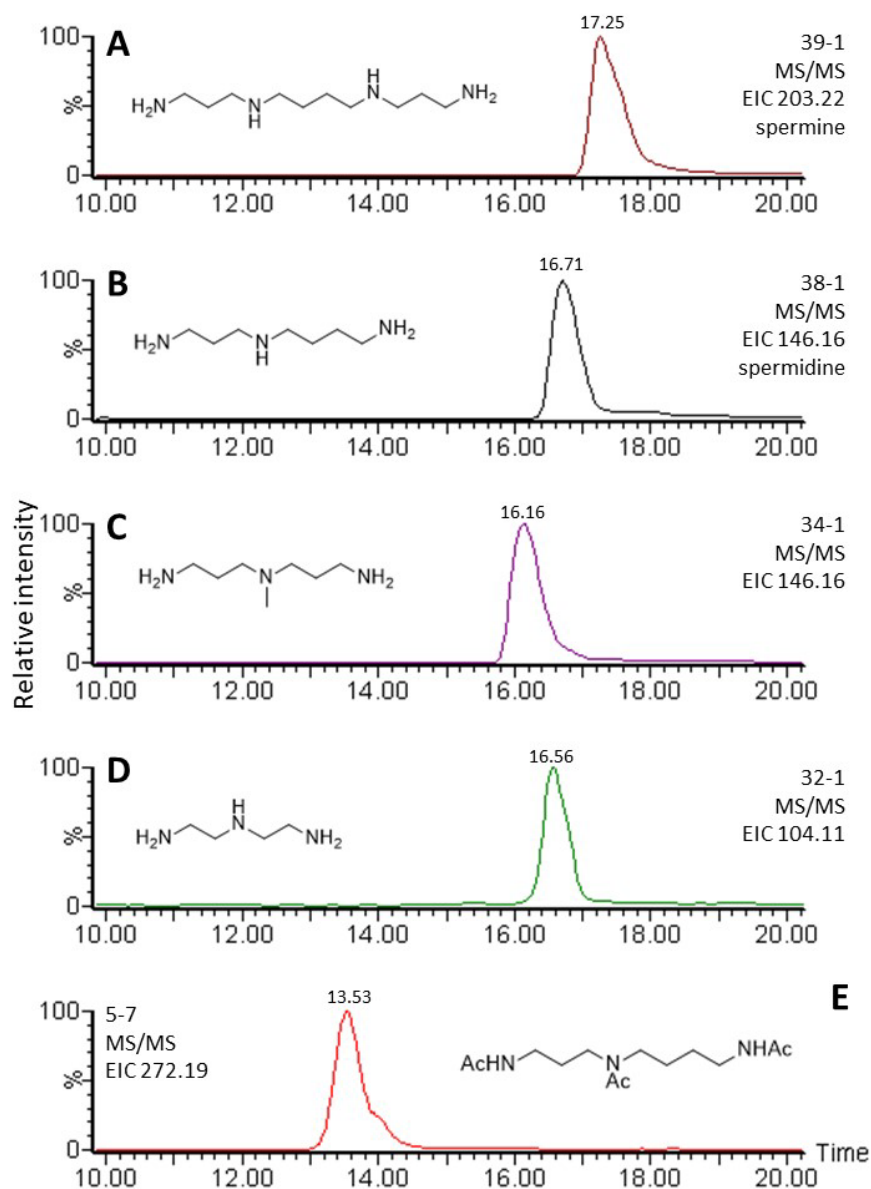 Relative intensity
A
17.25
39-1
MS/MS
EIC 203.22
spermine
100
%
0
H₂N
N
H
H
N
NH₂
10.00 12.00 14.00 16.00 18.00 20.00
B
16.71
38-1
MS/MS
EIC 146.16
spermidine
100
%
0
H₂N
N
H
NH₂
10.00 12.00 14.00 16.00 18.00 20.00
C
16.16
34-1
MS/MS
EIC 146.16
100
%
0
H₂N
N
NH₂
10.00 12.00 14.00 16.00 18.00 20.00
D
16.56
32-1
MS/MS
EIC 104.11
100
%
0
H₂N
H
N
NH₂
10.00 12.00 14.00 16.00 18.00 20.00
E
13.53
5-7
MS/MS
EIC 272.19
100
%
0
AcHN
N
Ac
NHAc
Time
10.00 12.00 14.00 16.00 18.00 20.00